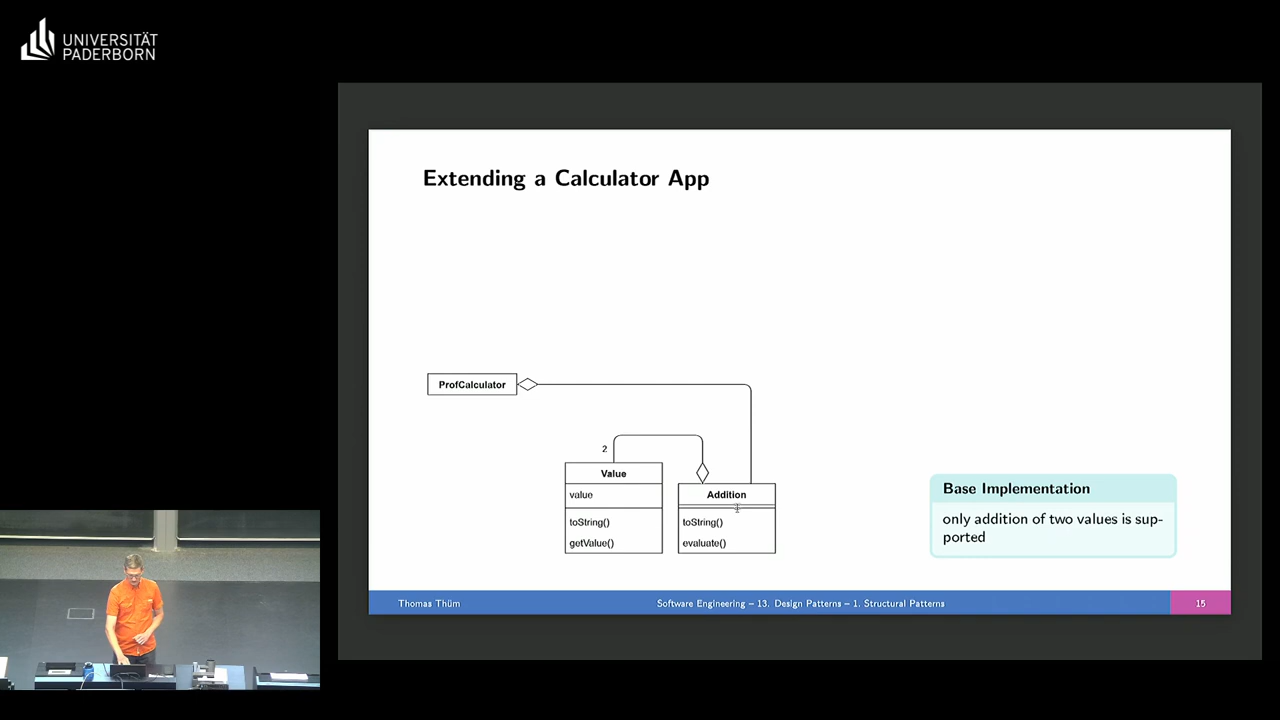 UNIVERSITÄT
PADERBORN
Extending a Calculator App
ProfCalculator
2
Value
value
toString()
getValue()
Addition
toString()
evaluate()
Base Implementation
only addition of two values is sup-
ported
Thomas Thüm
Software Engineering – 13. Design Patterns – 1. Structural Patterns
15